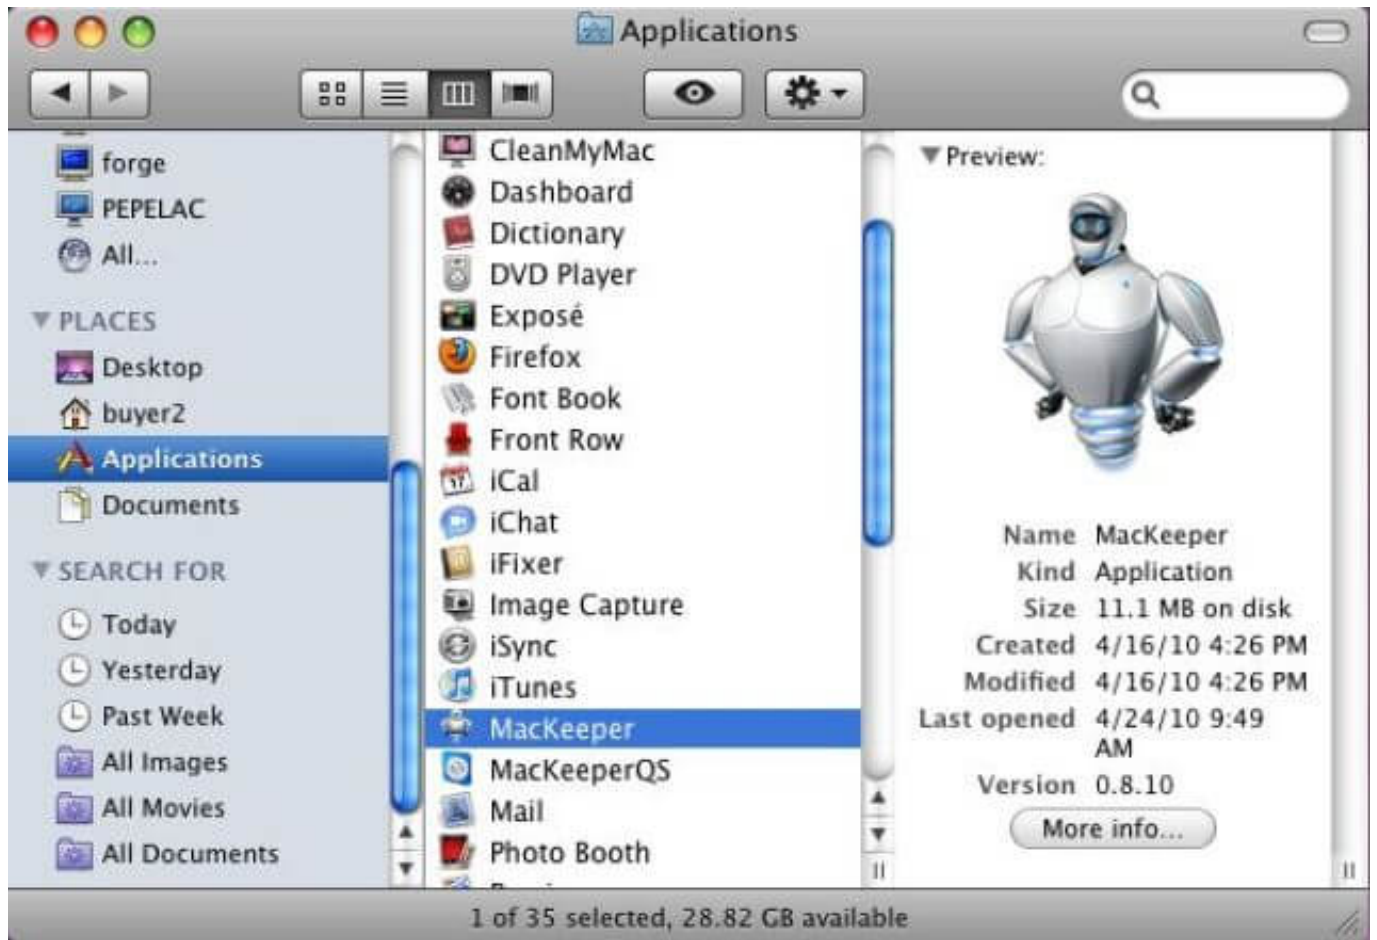 Applications
forge
PEPELAC
All...
PLACES
Desktop
buyer2
Applications
Documents
SEARCH FOR
Today
Yesterday
Past Week
All Images
All Movies
All Documents
CleanMyMac
Dashboard
Dictionary
DVD Player
Exposé
Firefox
Font Book
Front Row
iCal
iChat
iFixer
Image Capture
iSync
iTunes
MacKeeper
MacKeeperQS
Mail
Photo Booth
Preview:
Name MacKeeper
Kind Application
Size 11.1 MB on disk
Created 4/16/10 4:26 PM
Modified 4/16/10 4:26 PM
Last opened 4/24/10 9:49
AM
Version 0.8.10
More info...
1 of 35 selected, 28.82 GB available